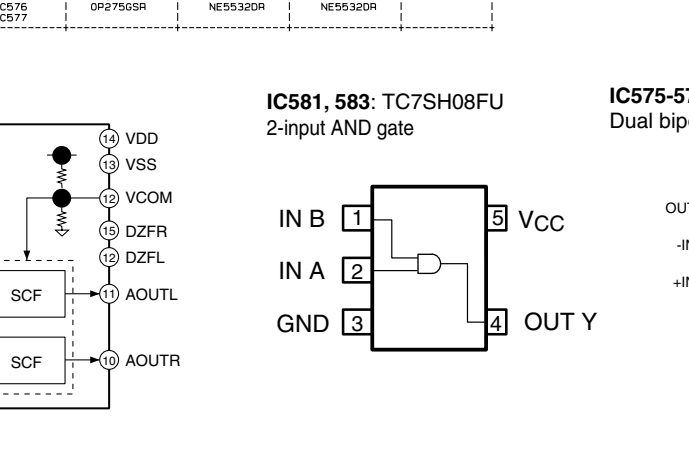 C576
C577
OP275GSR
NE5532DR
NE5532DR
IC581, 583: TC7SH08FU
2-input AND gate
IC575-57
Dual bip
14 VDD
13 VSS
12 VCOM
15 DZFR
12 DZFL
SCF
11 AOUTL
SCF
10 AOUTR
IN B 1
5 VCC
IN A 2
GND 3
4 OUT Y
OUT
-IN
+IN